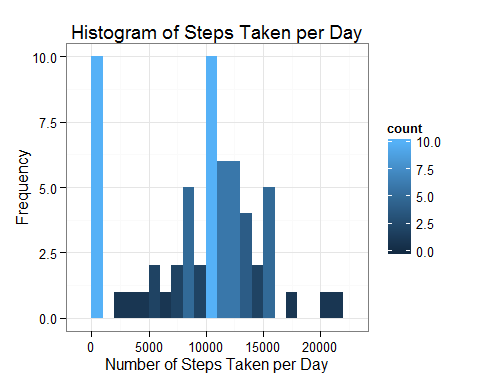 Histogram of Steps Taken per Day
Frequency
10.0
7.5
5.0
2.5
0.0
0 5000 10000 15000 20000
Number of Steps Taken per Day
count
10.0
7.5
5.0
2.5
0.0